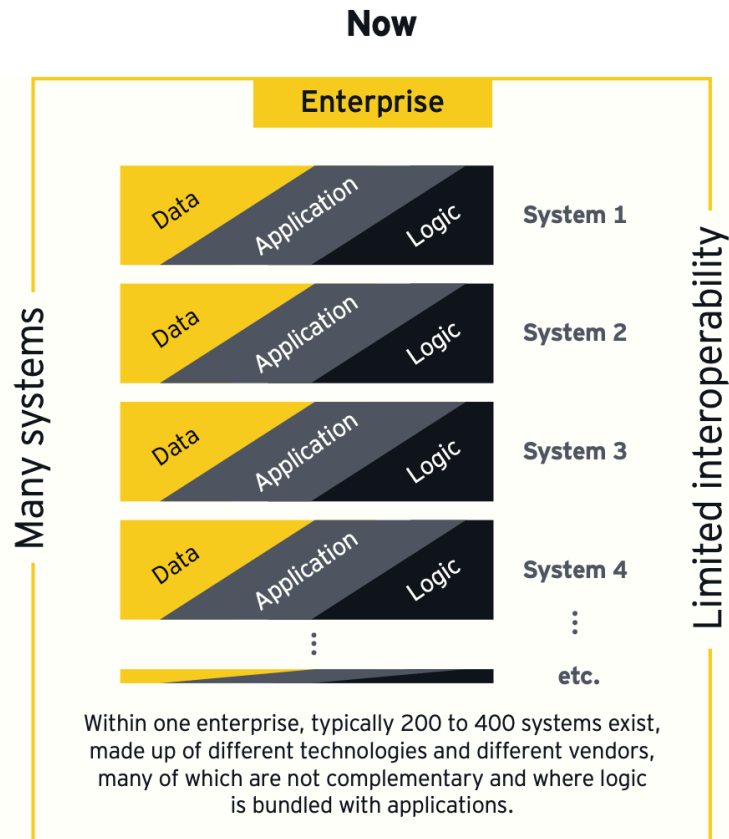 Now
Enterprise
Many systems
Limited interoperability
Data
Application
Logic
System 1
Data
Application
Logic
System 2
Data
Application
Logic
System 3
Data
Application
Logic
System 4
etc.
Within one enterprise, typically 200 to 400 systems exist,
made up of different technologies and different vendors,
many of which are not complementary and where logic
is bundled with applications.